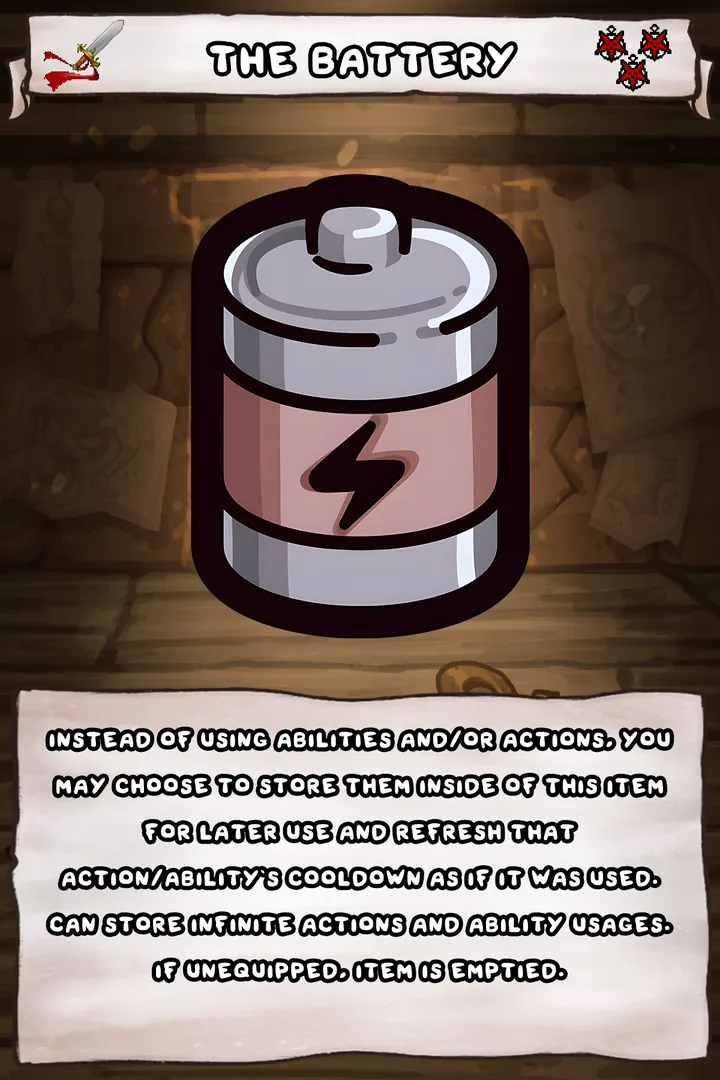 THE BATTERY
INSTEAD OF USING ABILITIES AND/OR ACTIONS, YOU
MAY CHOOSE TO STORE THEM INSIDE OF THIS ITEM
FOR LATER USE AND REFRESH THAT
ACTION/ABILITY'S COOLDOWN AS IF IT WAS USED.
CAN STORE INFINITE ACTIONS AND ABILITY USAGES.
IF UNEQUIPPED, ITEM IS EMPTIED.